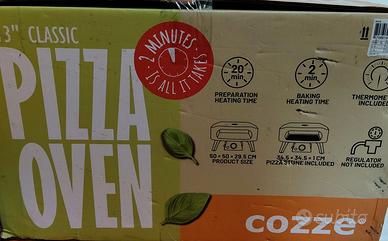 3" CLASSIC
PIZZA
OVEN
2 MINUTES
IS ALL IT TAKES
20
min
PREPARATION
HEATING TIME
2
min
BAKING
HEATING TIME
THERMOMET
INCLUDE
60 × 50 × 29.5 CM
PRODUCT SIZE
34.5 × 34.5 × 1 CM
PIZZA STONE INCLUDED
REGULATOR
NOT INCLUDED
cozze®
subito